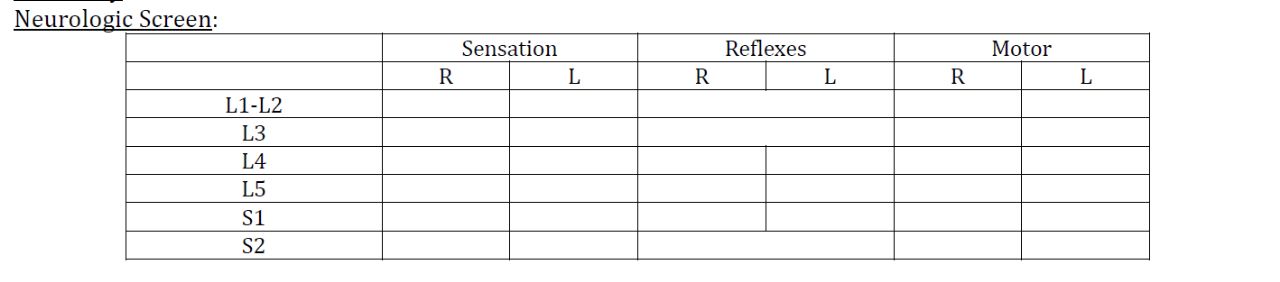 Neurologic Screen:
Sensation Reflexes Motor
R L R L R L
L1-L2
L3
L4
L5
S1
S2